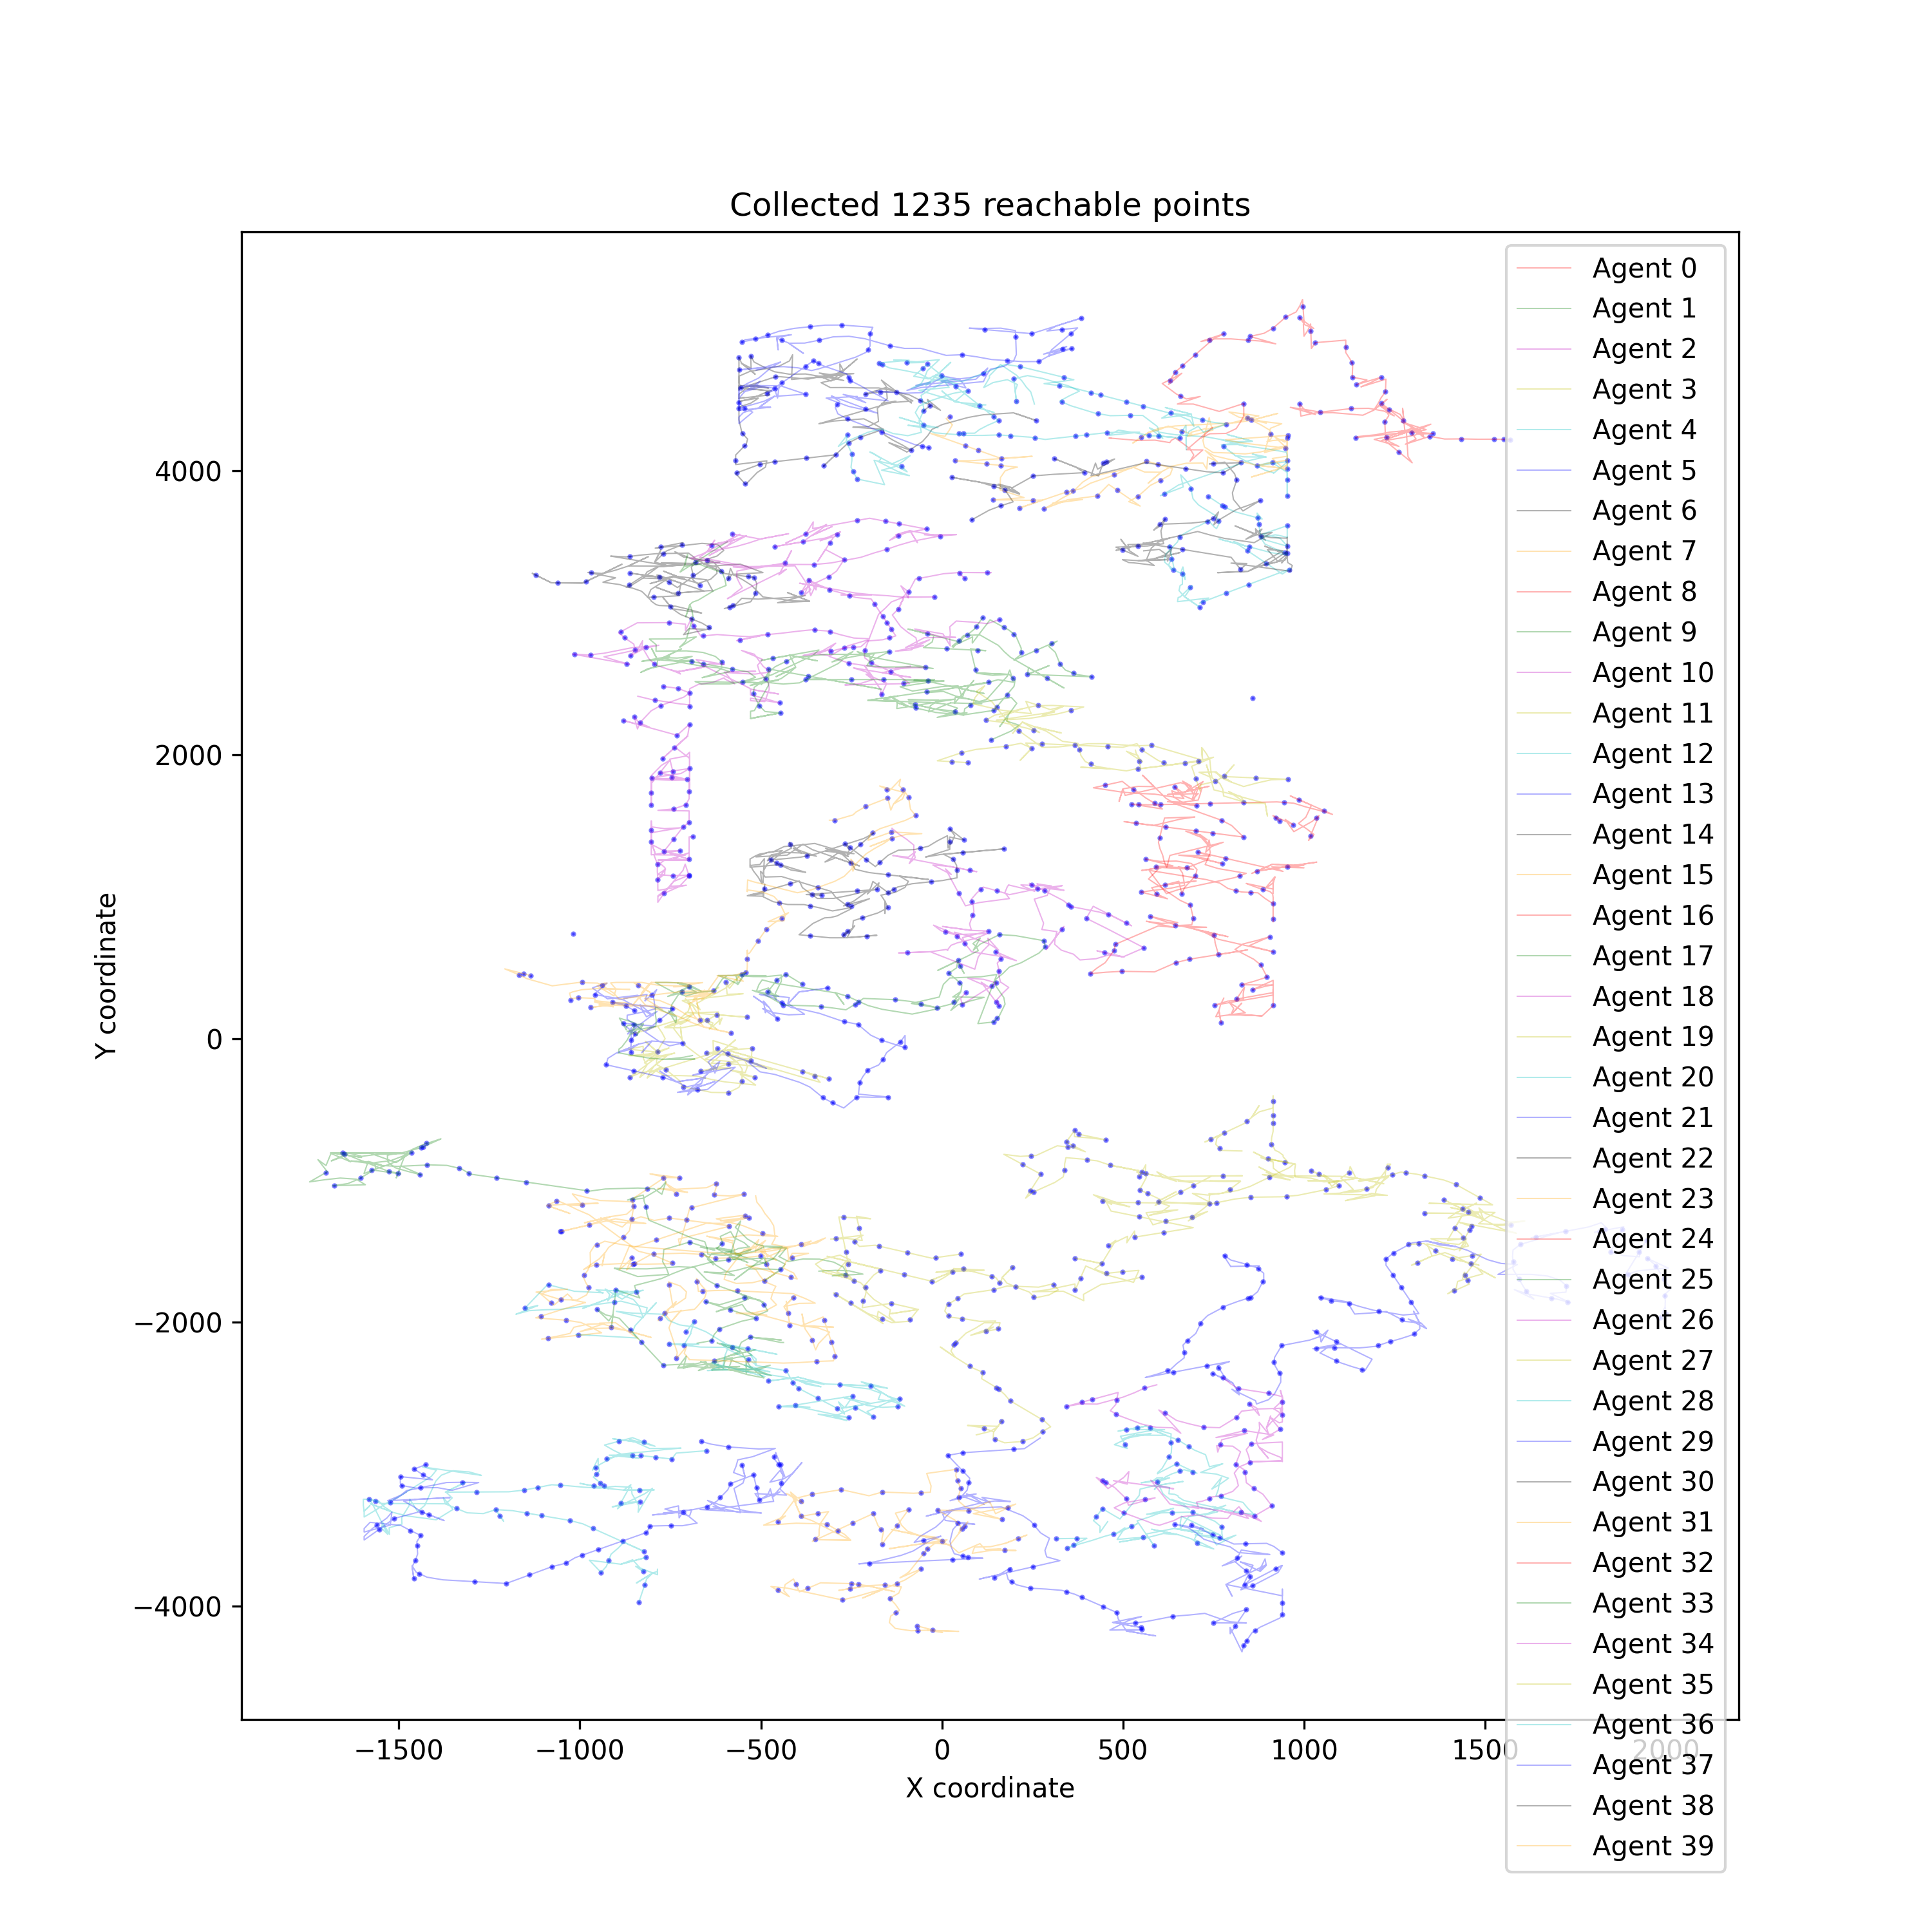 Collected 1235 reachable points
Y coordinate
4000
2000
0
−2000
−4000
−1500
−1000
−500
0
500
1000
1500
2000
X coordinate
Agent 0
Agent 1
Agent 2
Agent 3
Agent 4
Agent 5
Agent 6
Agent 7
Agent 8
Agent 9
Agent 10
Agent 11
Agent 12
Agent 13
Agent 14
Agent 15
Agent 16
Agent 17
Agent 18
Agent 19
Agent 20
Agent 21
Agent 22
Agent 23
Agent 24
Agent 25
Agent 26
Agent 27
Agent 28
Agent 29
Agent 30
Agent 31
Agent 32
Agent 33
Agent 34
Agent 35
Agent 36
Agent 37
Agent 38
Agent 39